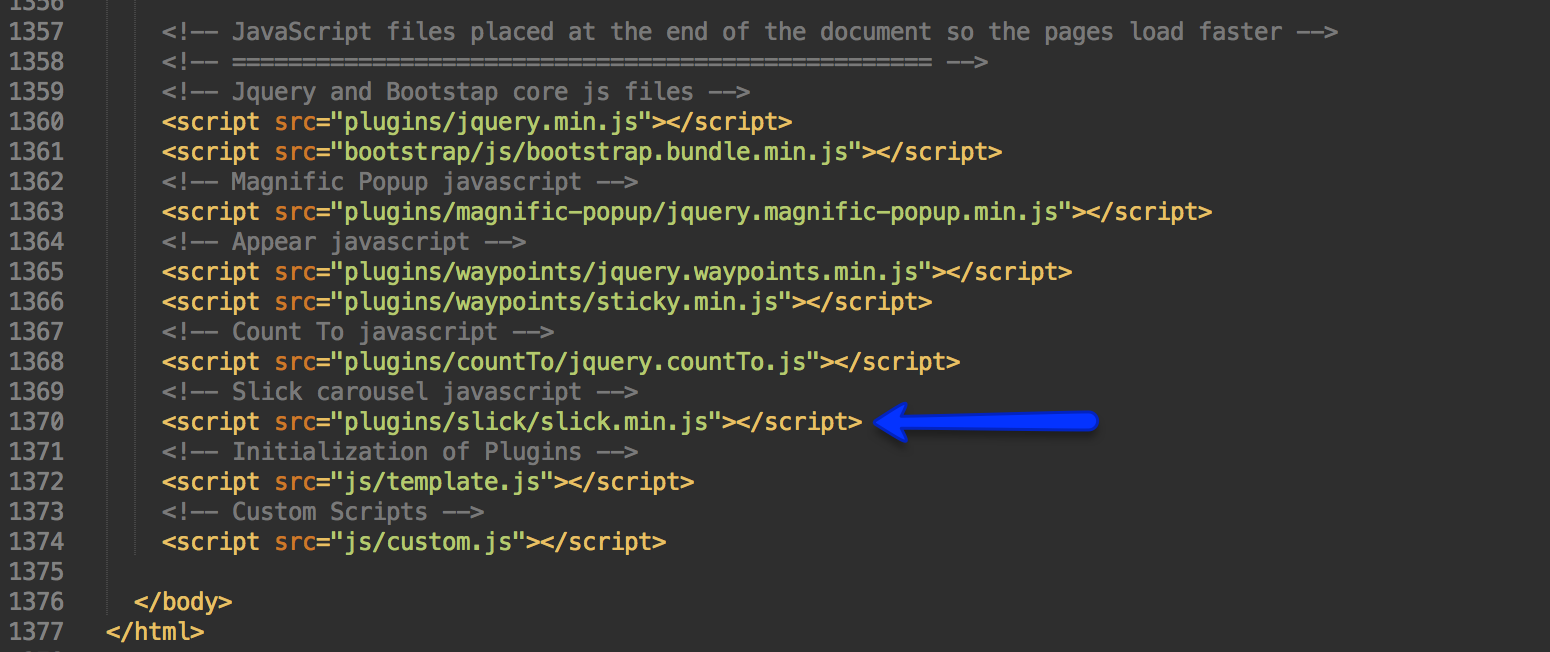 1356
1357 <!-- JavaScript files placed at the end of the document so the pages load faster -->
1358 <!-- ================================================== -->
1359 <!-- Jquery and Bootstap core js files -->
1360 <script src="plugins/jquery.min.js"></script>
1361 <script src="bootstrap/js/bootstrap.bundle.min.js"></script>
1362 <!-- Magnific Popup javascript -->
1363 <script src="plugins/magnific-popup/jquery.magnific-popup.min.js"></script>
1364 <!-- Appear javascript -->
1365 <script src="plugins/waypoints/jquery.waypoints.min.js"></script>
1366 <script src="plugins/waypoints/sticky.min.js"></script>
1367 <!-- Count To javascript -->
1368 <script src="plugins/countTo/jquery.countTo.js"></script>
1369 <!-- Slick carousel javascript -->
1370 <script src="plugins/slick/slick.min.js"></script>
1371 <!-- Initialization of Plugins -->
1372 <script src="js/template.js"></script>
1373 <!-- Custom Scripts -->
1374 <script src="js/custom.js"></script>
1375
1376 </body>
1377 </html>